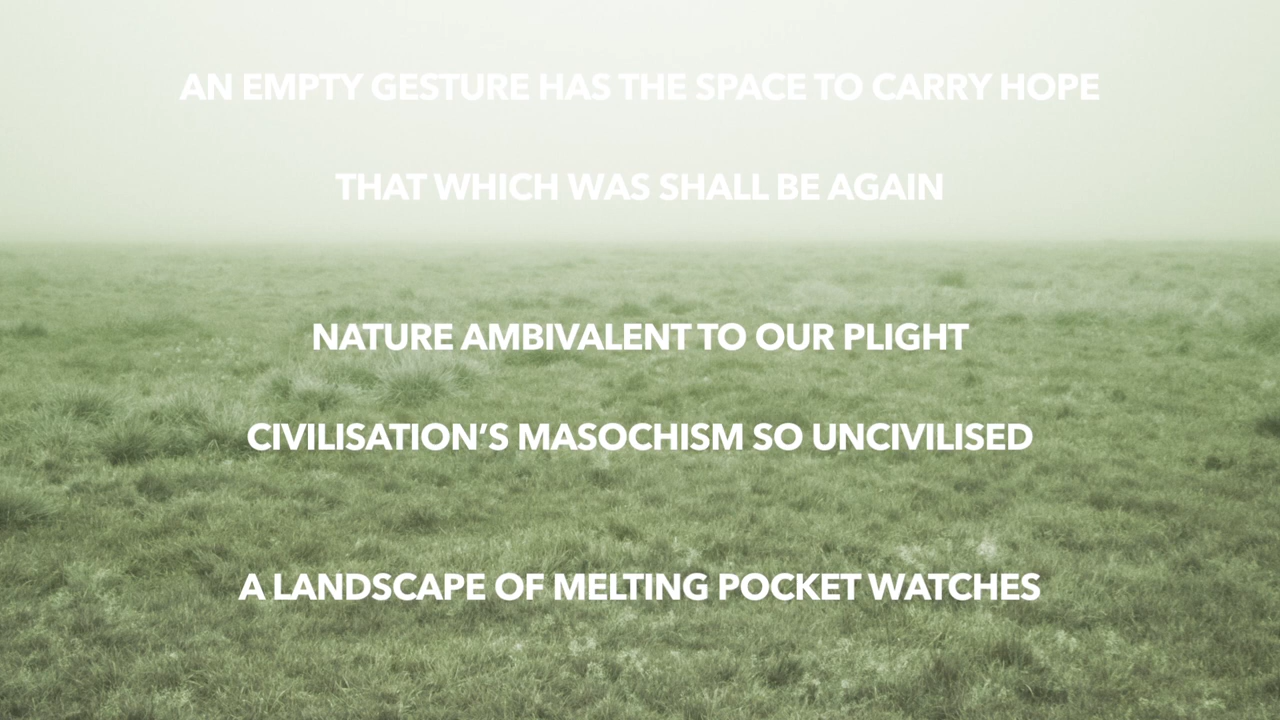 AN EMPTY GESTURE HAS THE SPACE TO CARRY HOPE
THAT WHICH WAS SHALL BE AGAIN
NATURE AMBIVALENT TO OUR PLIGHT
CIVILISATION’S MASOCHISM SO UNCIVILISED
A LANDSCAPE OF MELTING POCKET WATCHES